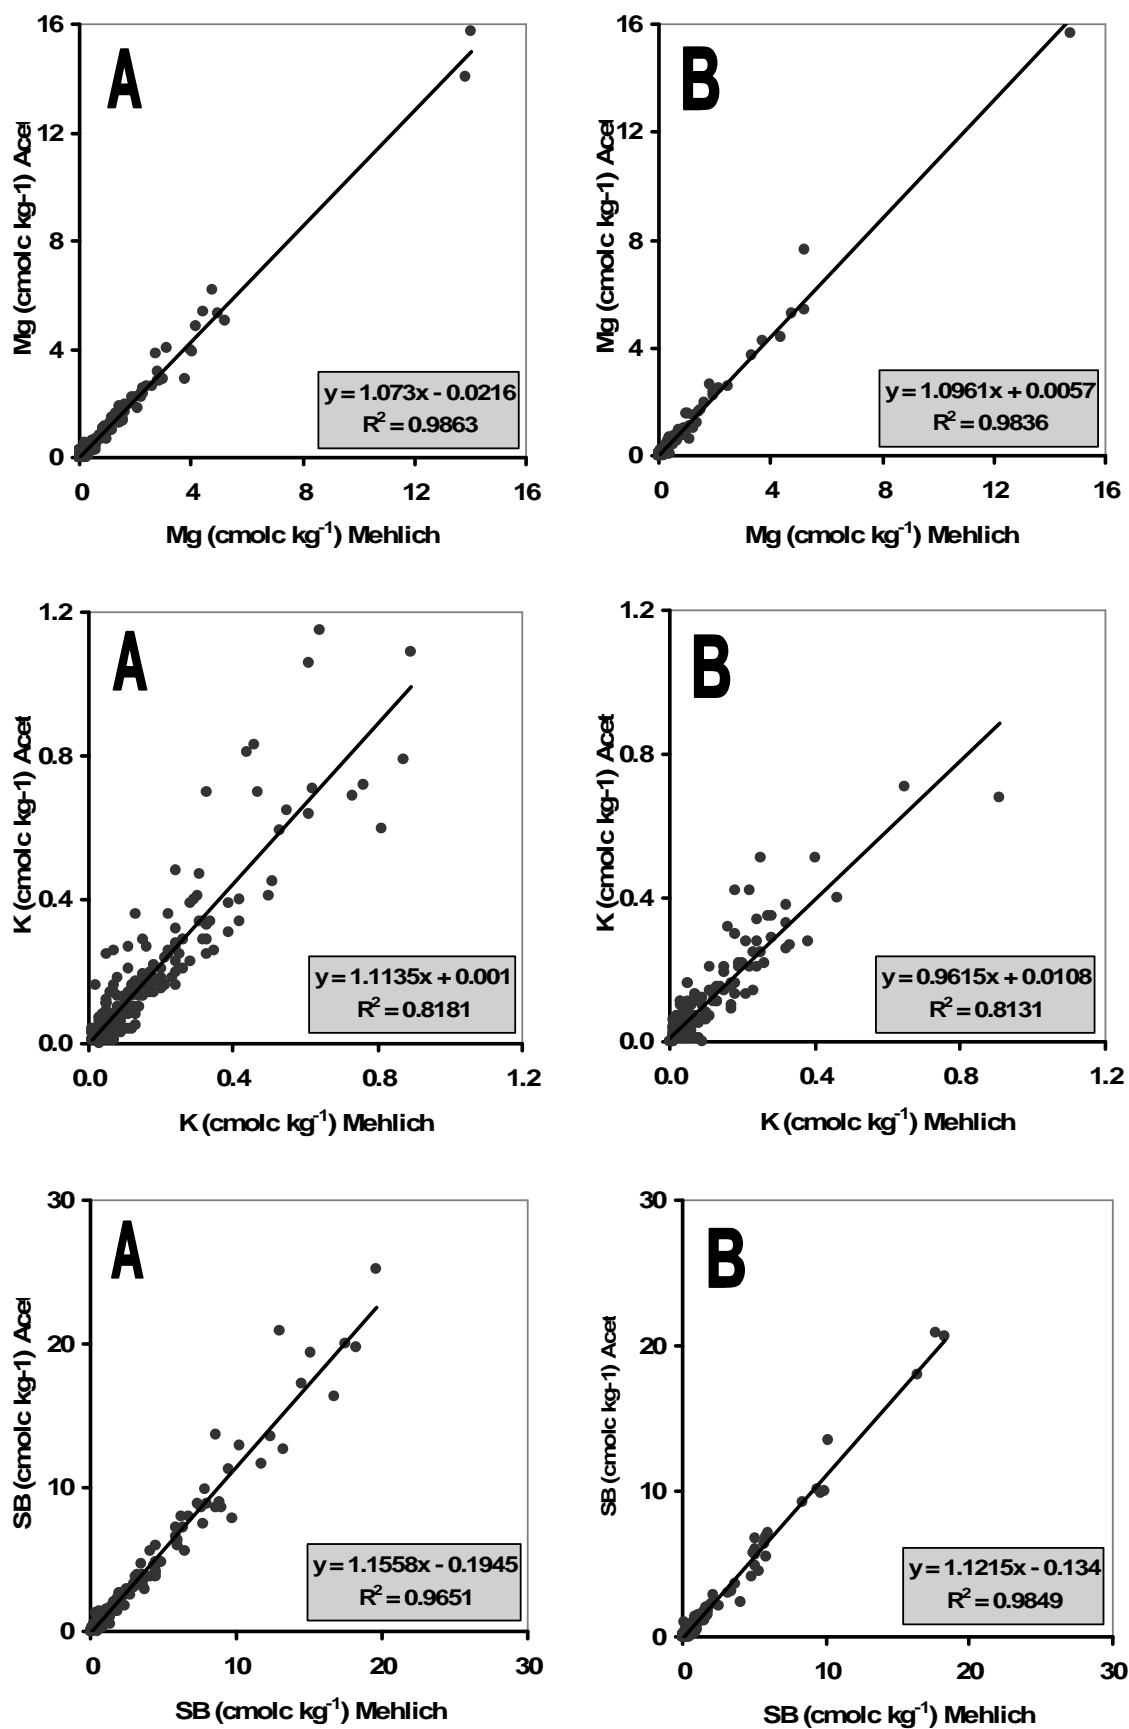 A
16
12
8
4
0
Mg (cmolc kg-1) Acet
y = 1.073x - 0.0216
R² = 0.9863
0 4 8 12 16
Mg (cmolc kg⁻¹) Mehlich
B
16
12
8
4
0
Mg (cmolc kg-1) Acet
y = 1.0961x + 0.0057
R² = 0.9836
0 4 8 12 16
Mg (cmolc kg⁻¹) Mehlich
A
1.2
0.8
0.4
0.0
K (cmolc kg-1) Acet
y = 1.1135x + 0.001
R² = 0.8181
0.0 0.4 0.8 1.2
K (cmolc kg⁻¹) Mehlich
B
1.2
0.8
0.4
0.0
K (cmolc kg-1) Acet
y = 0.9615x + 0.0108
R² = 0.8131
0.0 0.4 0.8 1.2
K (cmolc kg⁻¹) Mehlich
A
30
20
10
0
SB (cmolc kg-1) Acet
y = 1.1558x - 0.1945
R² = 0.9651
0 10 20 30
SB (cmolc kg⁻¹) Mehlich
B
30
20
10
0
SB (cmolc kg-1) Acet
y = 1.1215x - 0.134
R² = 0.9849
0 10 20 30
SB (cmolc kg⁻¹) Mehlich